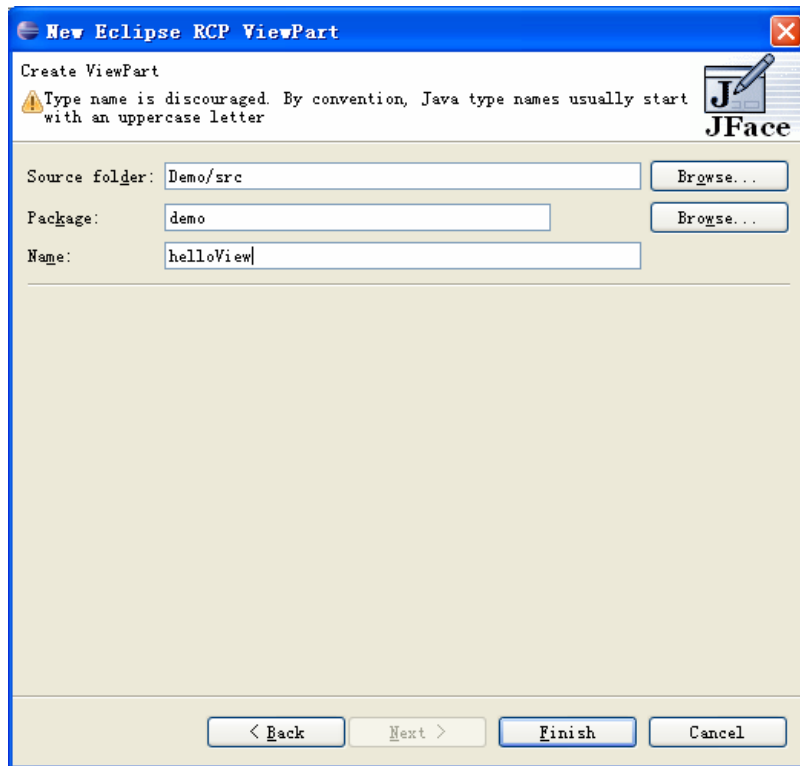 New Eclipse RCP ViewPart
Create ViewPart
Type name is discouraged. By convention, Java type names usually start
with an uppercase letter
J
JFace
Source folder: Demo/src Browse...
Package: demo Browse...
Name: helloView
< Back Next > Finish Cancel